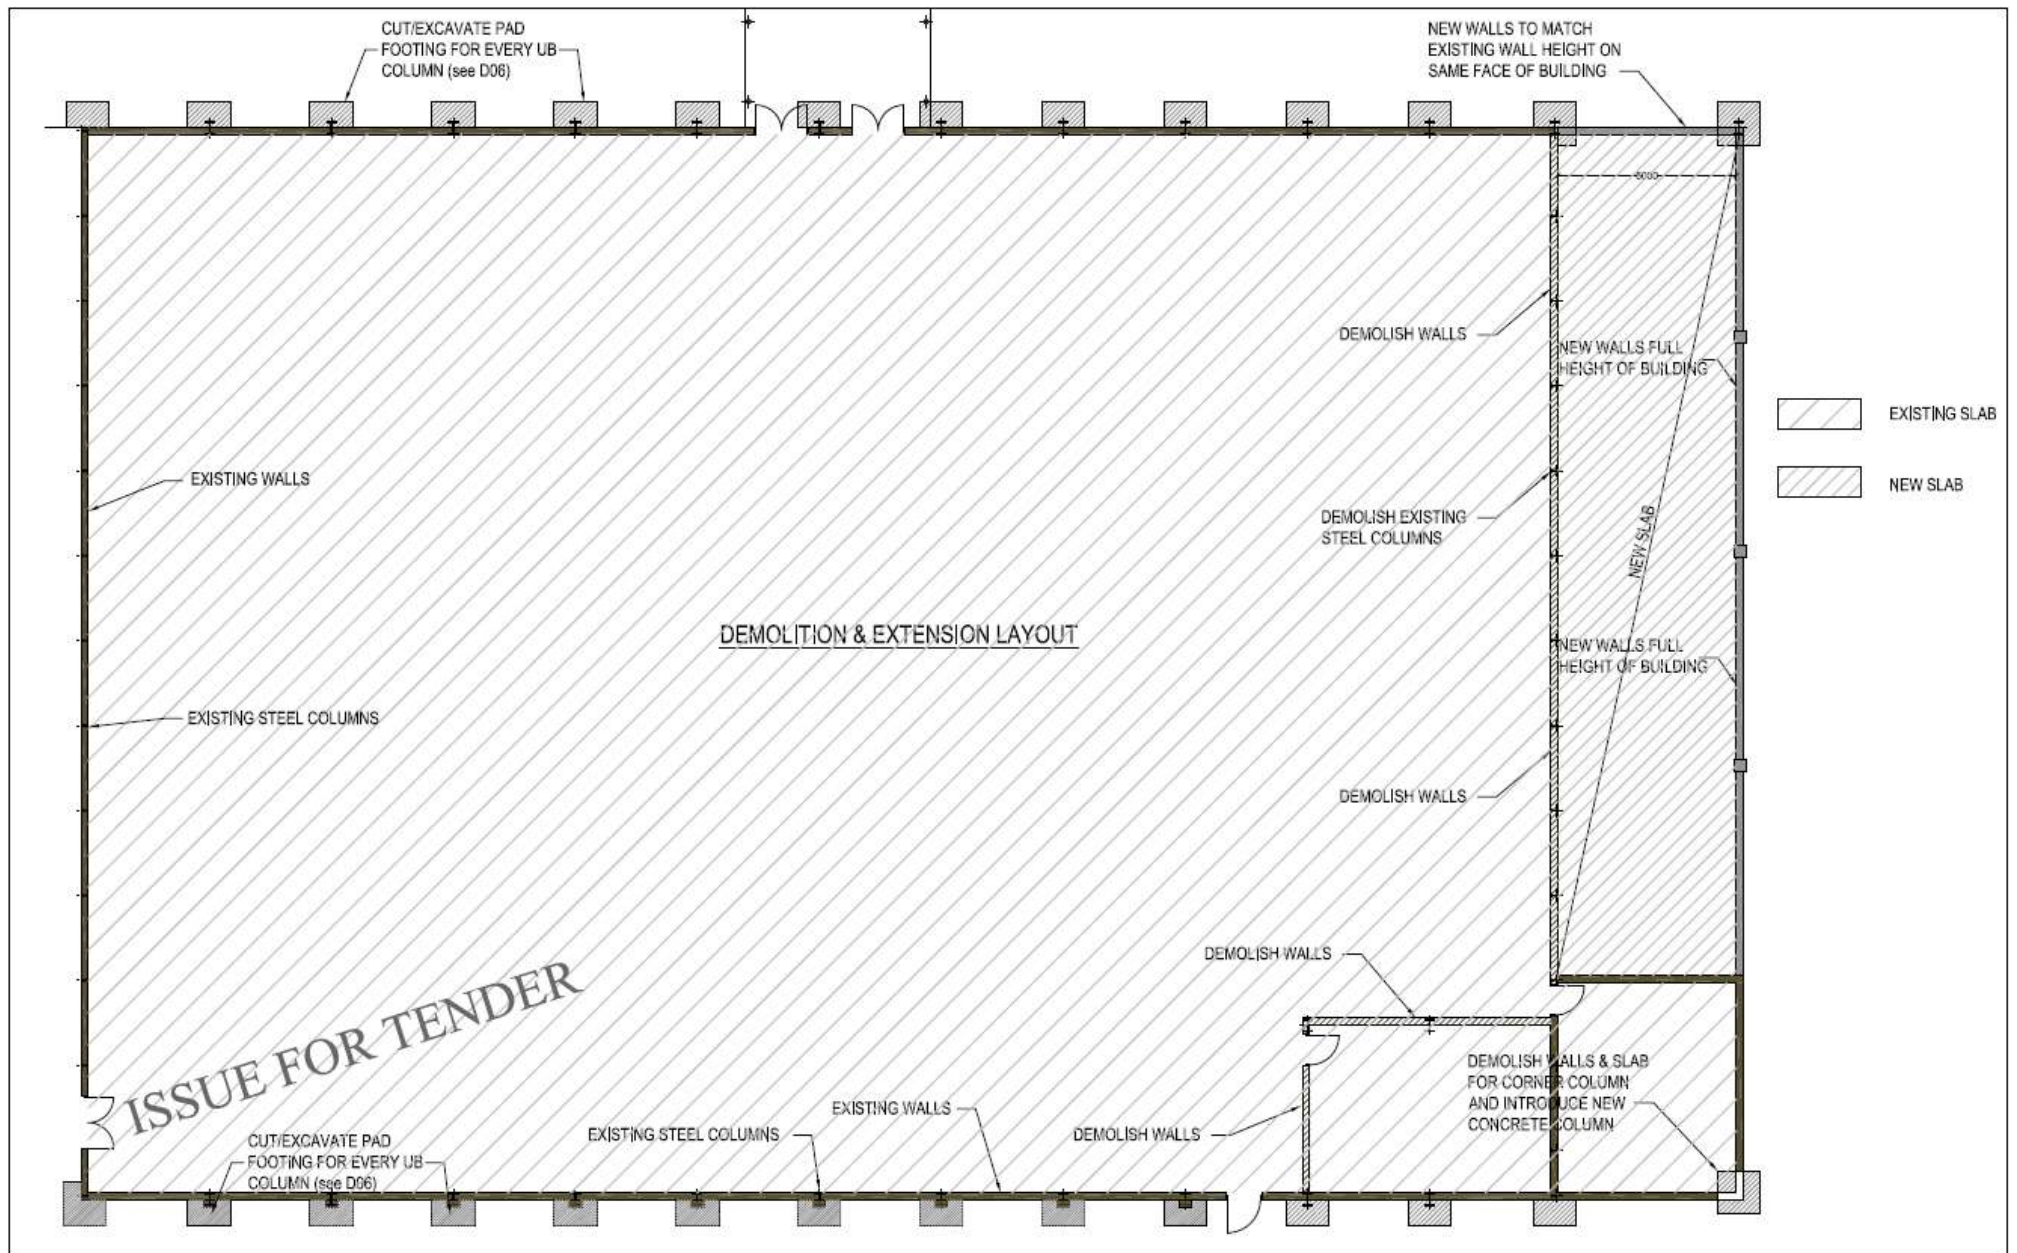 CUT/EXCAVATE PAD
FOOTING FOR EVERY UB
COLUMN (see D06)
NEW WALLS TO MATCH
EXISTING WALL HEIGHT ON
SAME FACE OF BUILDING
DEMOLISH WALLS
NEW WALLS FULL
HEIGHT OF BUILDING
EXISTING SLAB
EXISTING WALLS
NEW SLAB
DEMOLISH EXISTING
STEEL COLUMNS
NEW SLAB
DEMOLITION & EXTENSION LAYOUT
NEW WALLS FULL
HEIGHT OF BUILDING
EXISTING STEEL COLUMNS
DEMOLISH WALLS
DEMOLISH WALLS
ISSUE FOR TENDER
DEMOLISH WALLS & SLAB
FOR CORNER COLUMN
AND INTRODUCE NEW
CONCRETE COLUMN
EXISTING WALLS
EXISTING STEEL COLUMNS
DEMOLISH WALLS
CUT/EXCAVATE PAD
FOOTING FOR EVERY UB
COLUMN (see D06)